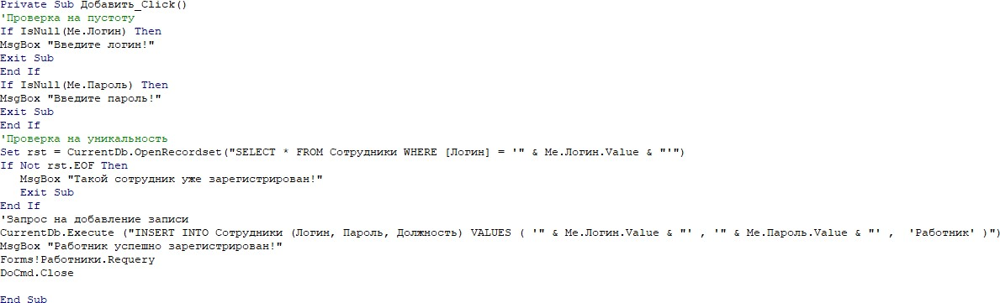 Private Sub Добавить_Click()
'Проверка на пустоту
If IsNull(Me.Логин) Then
MsgBox "Введите логин!"
Exit Sub
End If
If IsNull(Me.Пароль) Then
MsgBox "Введите пароль!"
Exit Sub
End If
'Проверка на уникальность
Set rst = CurrentDb.OpenRecordset("SELECT * FROM Сотрудники WHERE [Логин] = '" & Me.Логин.Value & "'")
If Not rst.EOF Then
   MsgBox "Такой сотрудник уже зарегистрирован!"
   Exit Sub
End If
'Запрос на добавление записи
CurrentDb.Execute ("INSERT INTO Сотрудники (Логин, Пароль, Должность) VALUES ( '" & Me.Логин.Value & "' , '" & Me.Пароль.Value & "' ,  'Работник' )")
MsgBox "Работник успешно зарегистрирован!"
Forms!Работники.Requery
DoCmd.Close
End Sub